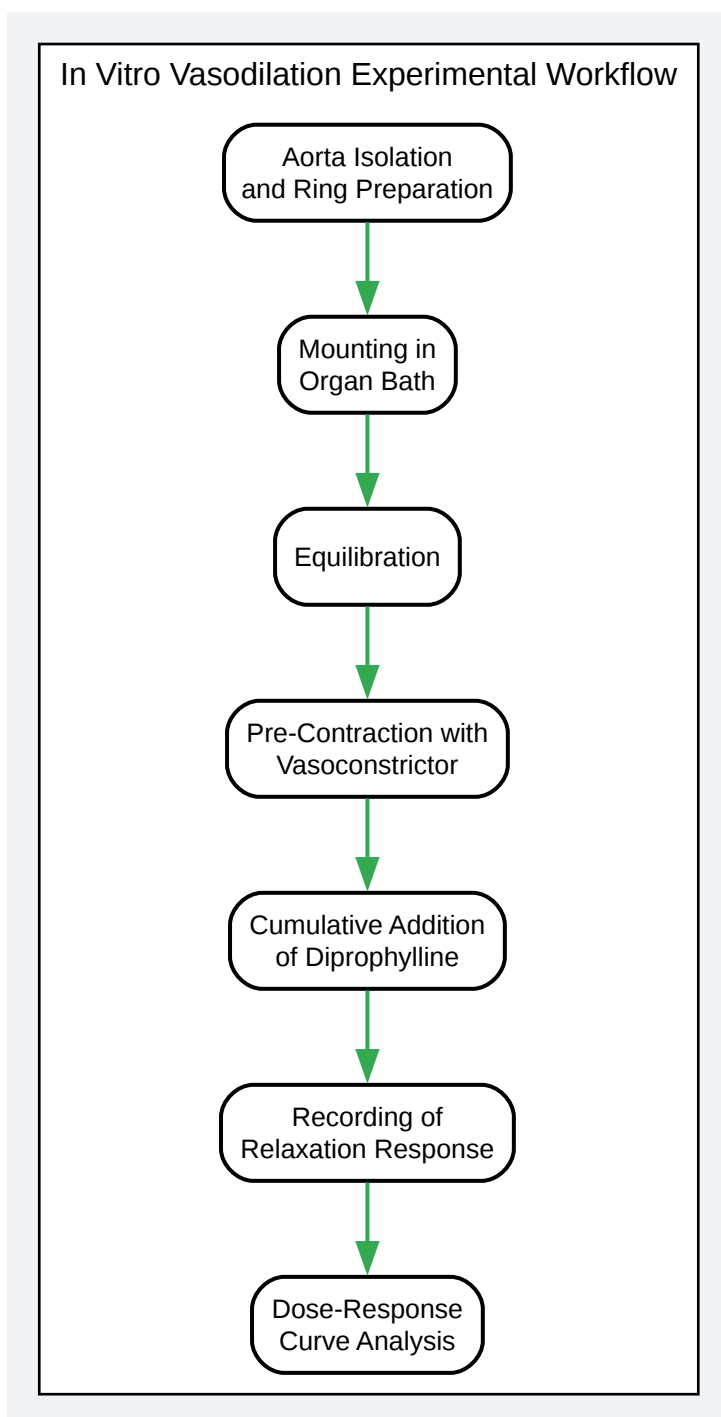 In Vitro Vasodilation Experimental Workflow
Aorta Isolation
and Ring Preparation
Mounting in
Organ Bath
Equilibration
Pre-Contraction with
Vasoconstrictor
Cumulative Addition
of Diprophylline
Recording of
Relaxation Response
Dose-Response
Curve Analysis